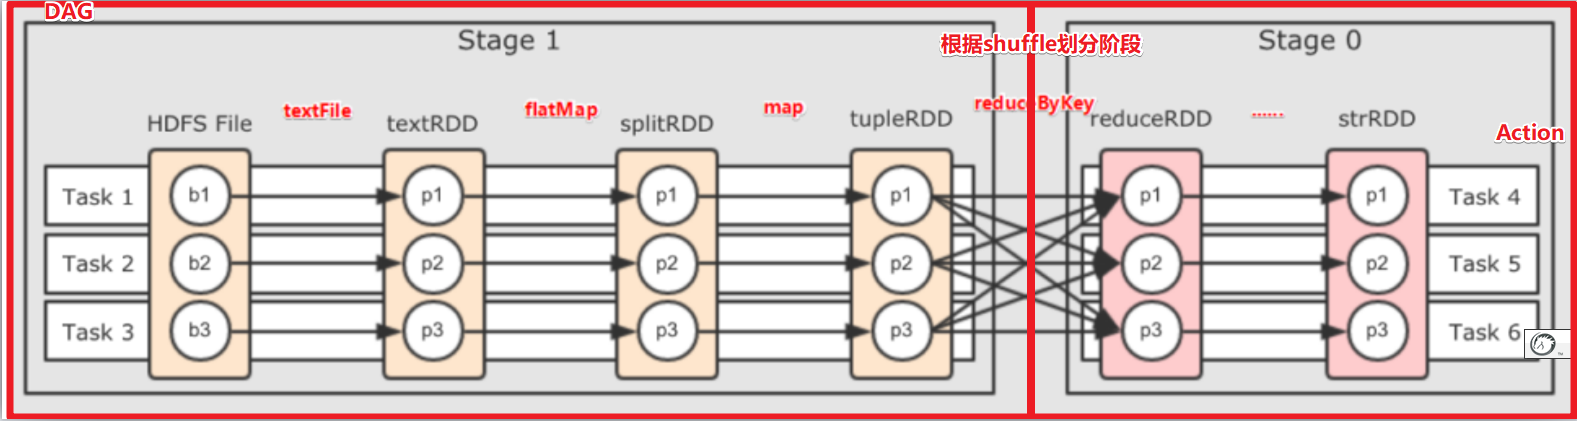 DAG
Stage 1
根据shuffle划分阶段
Stage 0
HDFS File
textFile
textRDD
flatMap
splitRDD
map
tupleRDD
reduceByKey
reduceRDD
......
strRDD
Action
Task 1
b1
p1
p1
p1
p1
p1
Task 4
Task 2
b2
p2
p2
p2
p2
p2
Task 5
Task 3
b3
p3
p3
p3
p3
p3
Task 6